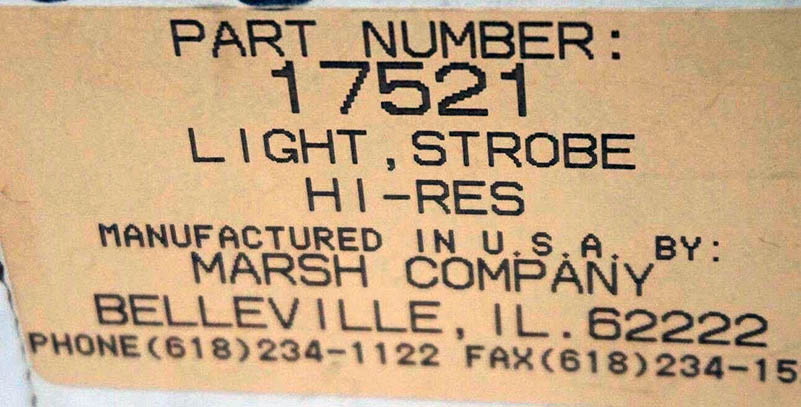 PART NUMBER:
17521
LIGHT, STROBE
HI-RES
MANUFACTURED IN U.S.A. BY:
MARSH COMPANY
BELLEVILLE, IL. 62222
PHONE(618)234-1122 FAX(618)234-15